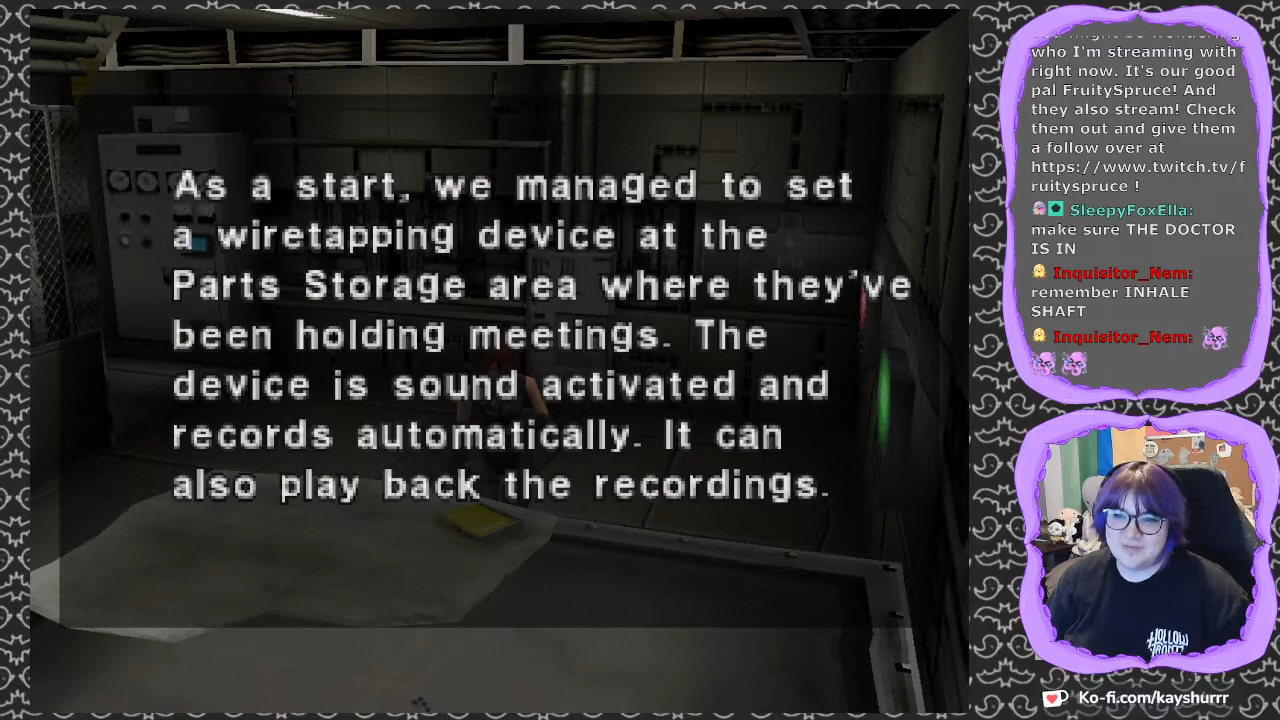 As a start, we managed to set
a wiretapping device at the
Parts Storage area where they've
been holding meetings. The
device is sound activated and
records automatically. It can
also play back the recordings.
who I'm streaming with
right now. It's our good
pal FruitySpruce! And
they also stream! Check
them out and give them
a follow over at
https://www.twitch.tv/f
ruityspruce !
SleepyFoxElla:
make sure THE DOCTOR
IS IN
Inquisitor_Nem:
remember INHALE
SHAFT
Inquisitor_Nem:
HOLLOW
Ko-fi.com/kayshurrr